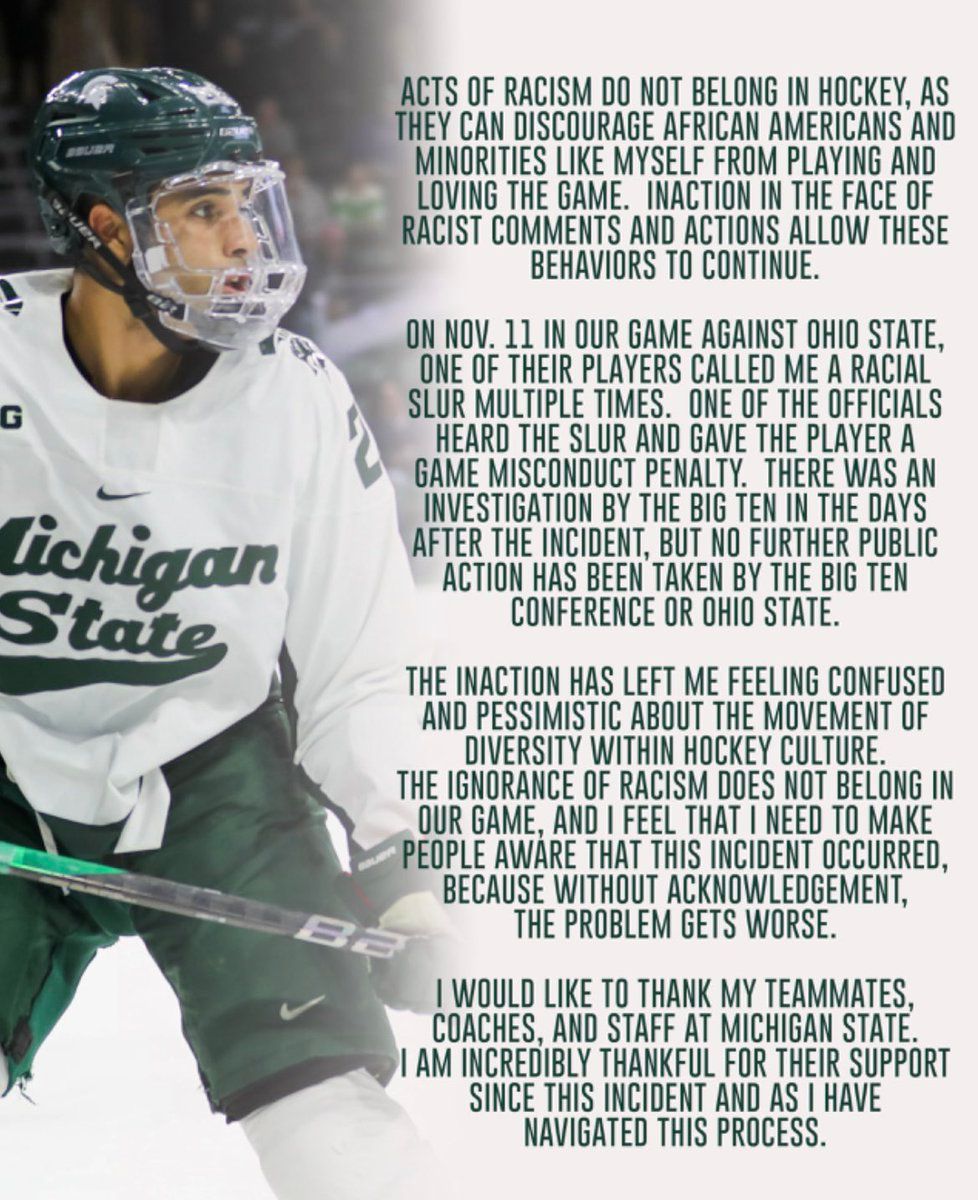 ACTS OF RACISM DO NOT BELONG IN HOCKEY, AS
THEY CAN DISCOURAGE AFRICAN AMERICANS AND
MINORITIES LIKE MYSELF FROM PLAYING AND
LOVING THE GAME. INACTION IN THE FACE OF
RACIST COMMENTS AND ACTIONS ALLOW THESE
BEHAVIORS TO CONTINUE.
ON NOV. 11 IN OUR GAME AGAINST OHIO STATE,
ONE OF THEIR PLAYERS CALLED ME A RACIAL
SLUR MULTIPLE TIMES. ONE OF THE OFFICIALS
HEARD THE SLUR AND GAVE THE PLAYER A
GAME MISCONDUCT PENALTY. THERE WAS AN
INVESTIGATION BY THE BIG TEN IN THE DAYS
AFTER THE INCIDENT, BUT NO FURTHER PUBLIC
ACTION HAS BEEN TAKEN BY THE BIG TEN
CONFERENCE OR OHIO STATE.
THE INACTION HAS LEFT ME FEELING CONFUSED
AND PESSIMISTIC ABOUT THE MOVEMENT OF
DIVERSITY WITHIN HOCKEY CULTURE.
THE IGNORANCE OF RACISM DOES NOT BELONG IN
OUR GAME, AND I FEEL THAT I NEED TO MAKE
PEOPLE AWARE THAT THIS INCIDENT OCCURRED,
BECAUSE WITHOUT ACKNOWLEDGEMENT,
THE PROBLEM GETS WORSE.
I WOULD LIKE TO THANK MY TEAMMATES,
COACHES, AND STAFF AT MICHIGAN STATE.
I AM INCREDIBLY THANKFUL FOR THEIR SUPPORT
SINCE THIS INCIDENT AND AS I HAVE
NAVIGATED THIS PROCESS.
BAUER
BAUER
G
2
Michigan
State
BAUER